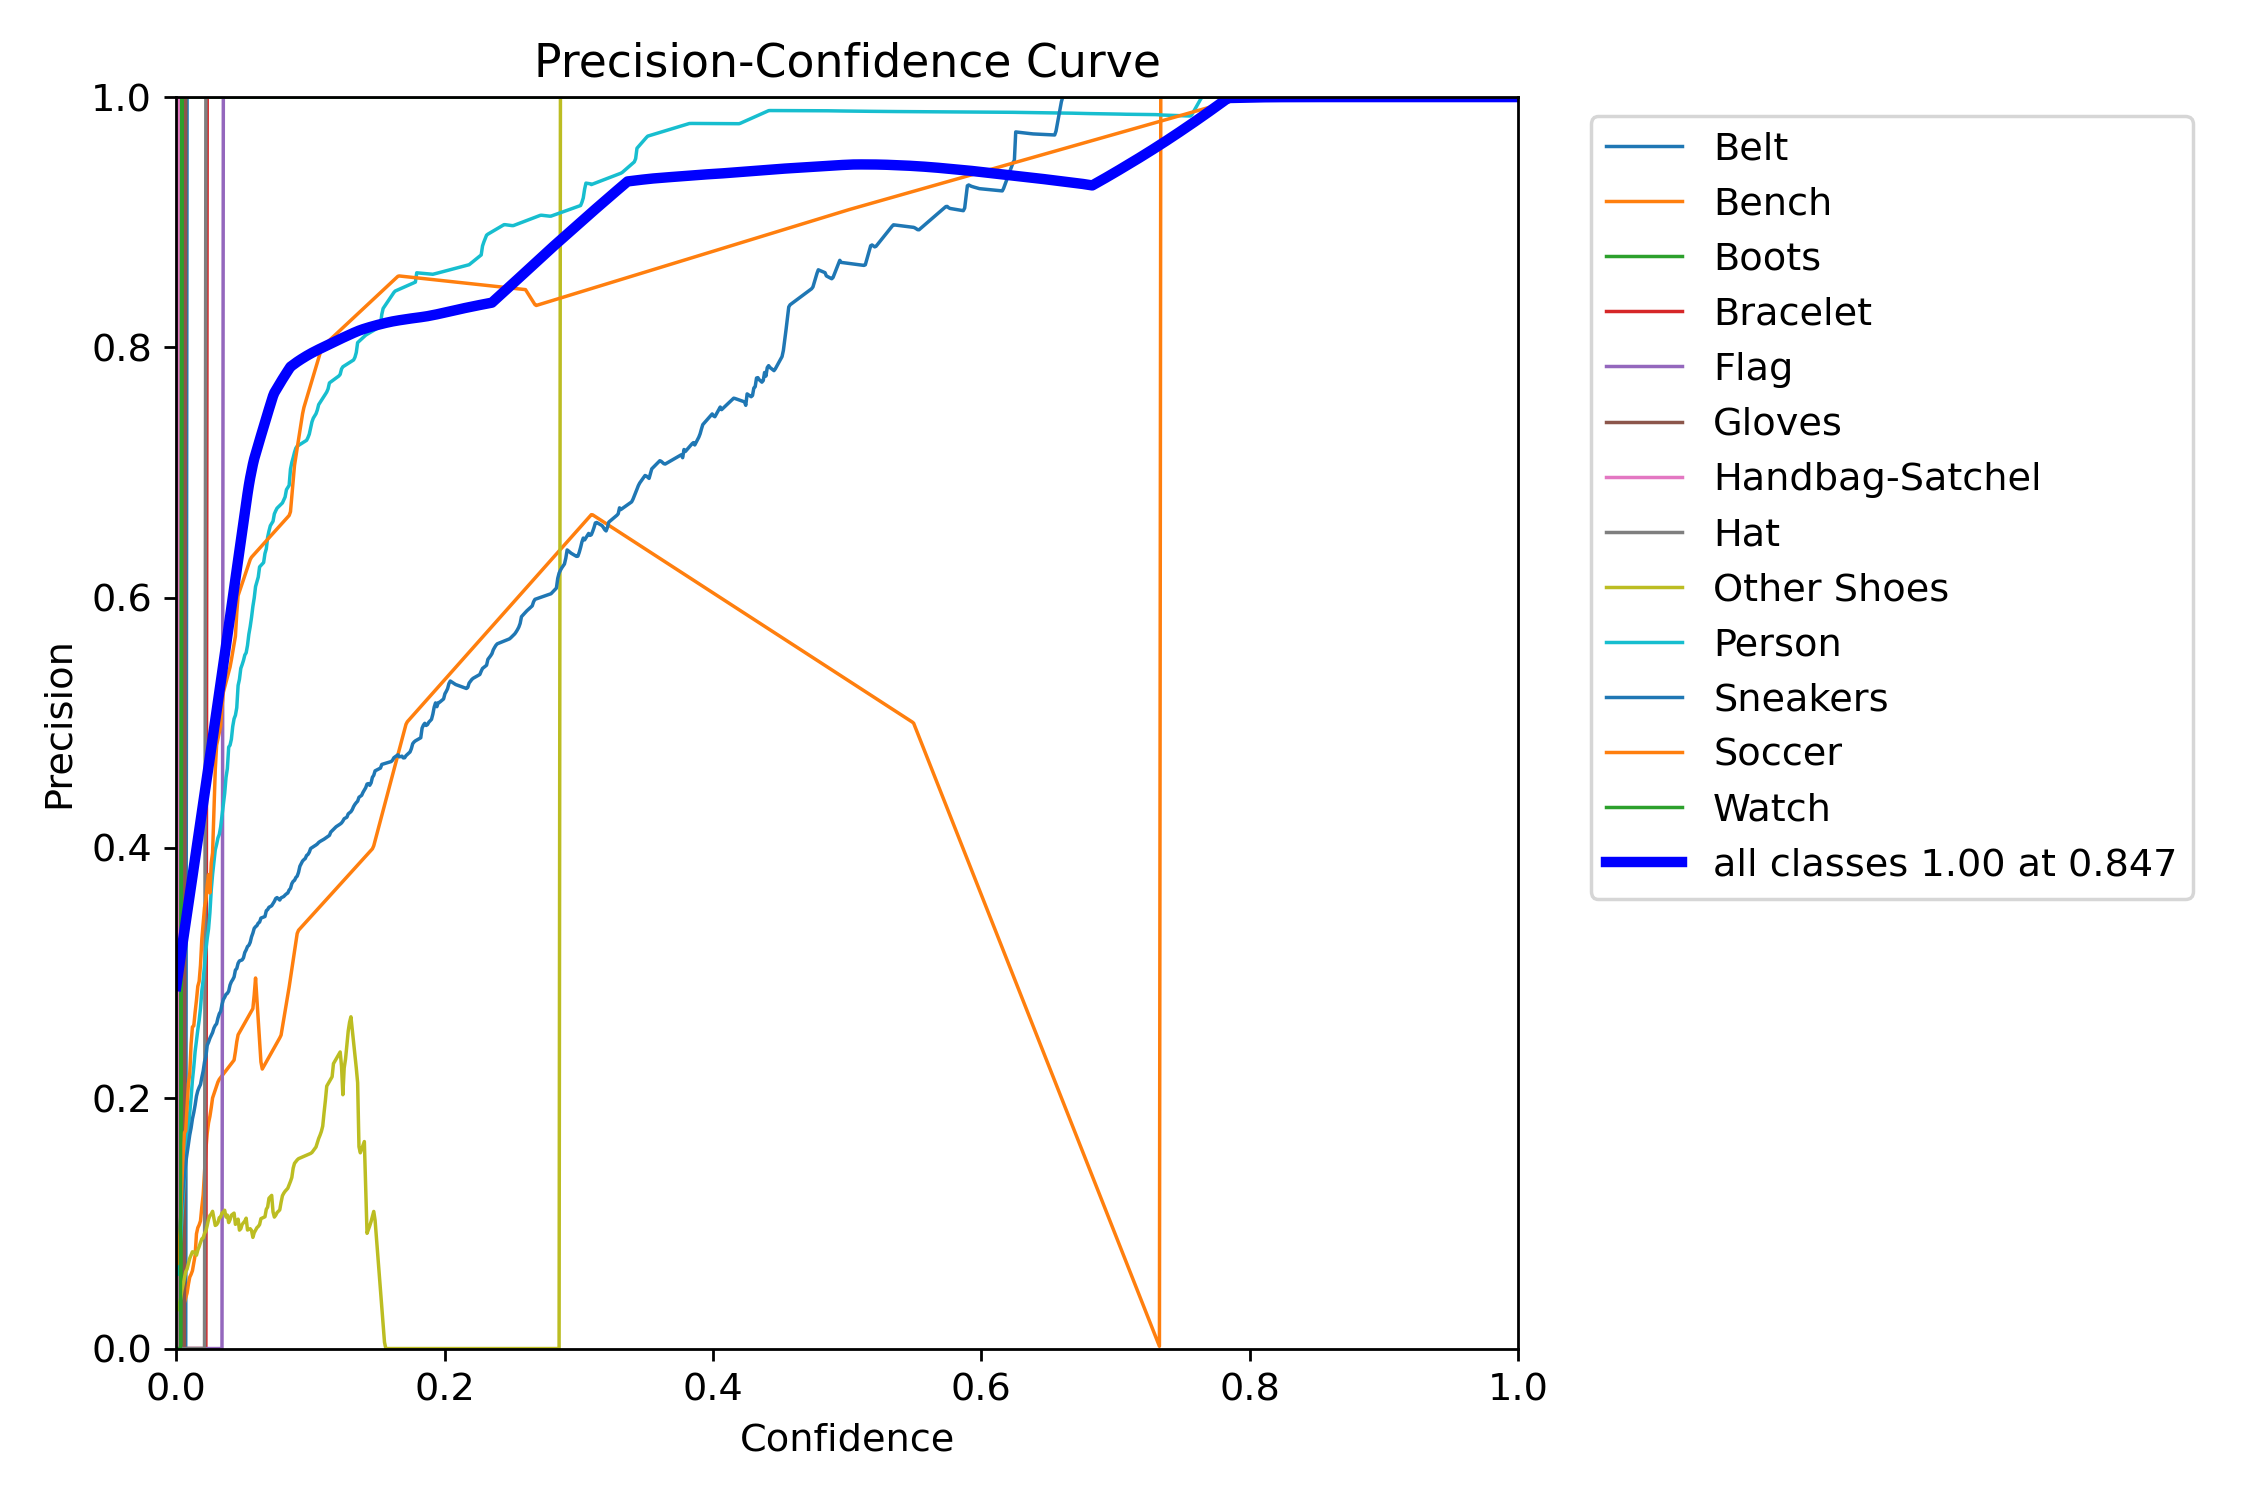 Precision-Confidence Curve
1.0
0.8
0.6
0.4
0.2
0.0
Precision
0.0 0.2 0.4 0.6 0.8 1.0
Confidence
Belt
Bench
Boots
Bracelet
Flag
Gloves
Handbag-Satchel
Hat
Other Shoes
Person
Sneakers
Soccer
Watch
all classes 1.00 at 0.847